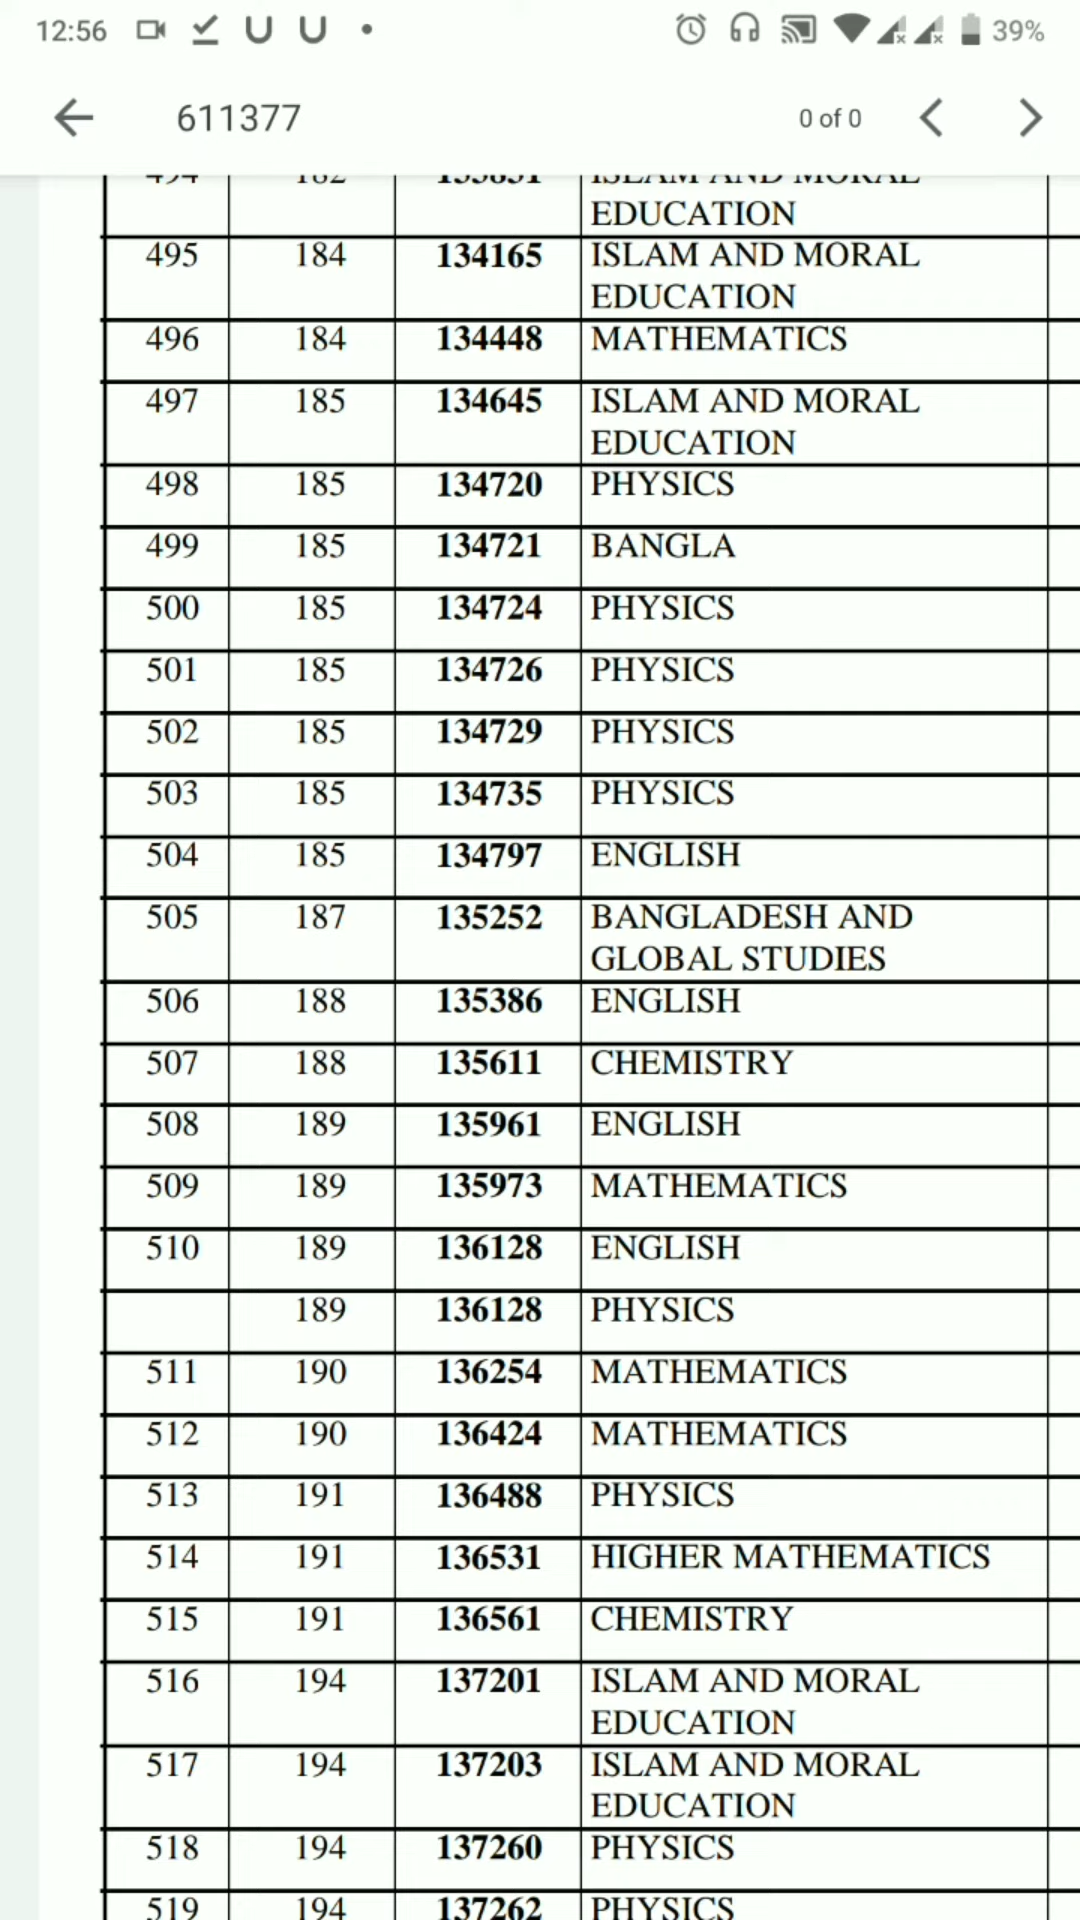 12:56 39%
611377 0 of 0
EDUCATION
495 184 134165 ISLAM AND MORAL
EDUCATION
496 184 134448 MATHEMATICS
497 185 134645 ISLAM AND MORAL
EDUCATION
498 185 134720 PHYSICS
499 185 134721 BANGLA
500 185 134724 PHYSICS
501 185 134726 PHYSICS
502 185 134729 PHYSICS
503 185 134735 PHYSICS
504 185 134797 ENGLISH
505 187 135252 BANGLADESH AND
GLOBAL STUDIES
506 188 135386 ENGLISH
507 188 135611 CHEMISTRY
508 189 135961 ENGLISH
509 189 135973 MATHEMATICS
510 189 136128 ENGLISH
189 136128 PHYSICS
511 190 136254 MATHEMATICS
512 190 136424 MATHEMATICS
513 191 136488 PHYSICS
514 191 136531 HIGHER MATHEMATICS
515 191 136561 CHEMISTRY
516 194 137201 ISLAM AND MORAL
EDUCATION
517 194 137203 ISLAM AND MORAL
EDUCATION
518 194 137260 PHYSICS
519 194 137262 PHYSICS